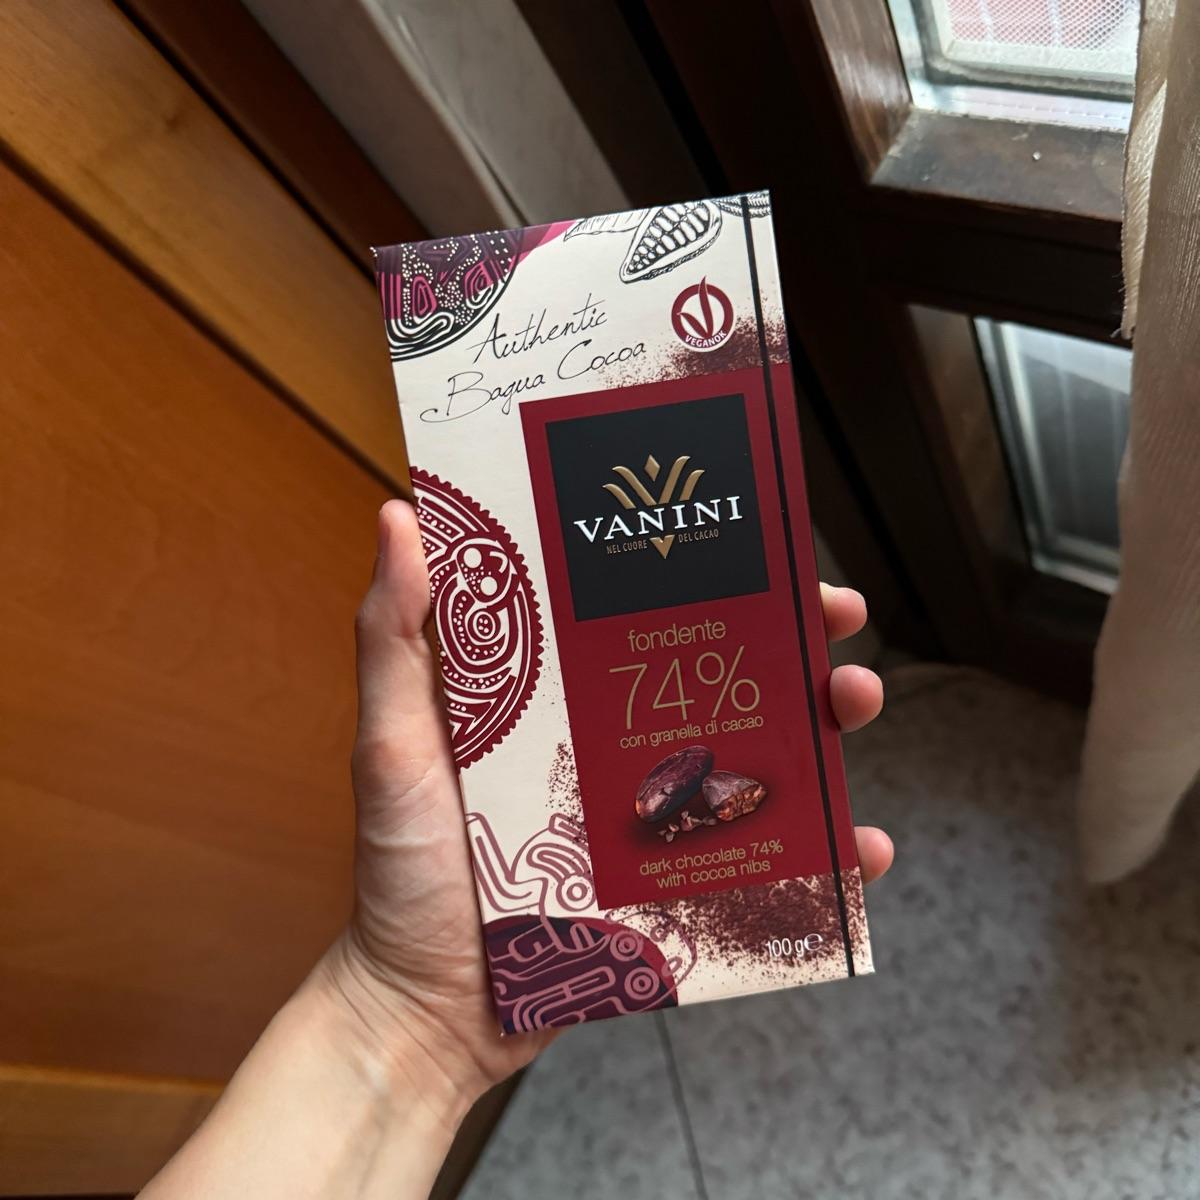 Authentic
Bagua Cocoa
VEGANOK
VANINI
NEL CUORE DEL CACAO
fondente
74%
con granella di cacao
dark chocolate 74%
with cocoa nibs
100 g℮